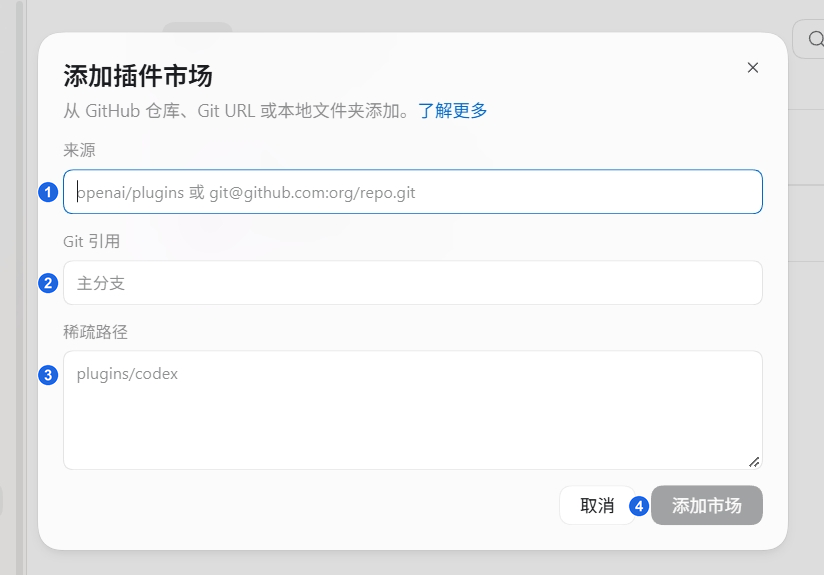 添加插件市场
从 GitHub 仓库、Git URL 或本地文件夹添加。了解更多
来源
1 openai/plugins 或 git@github.com:org/repo.git
Git 引用
2 主分支
稀疏路径
3 plugins/codex
取消 4 添加市场